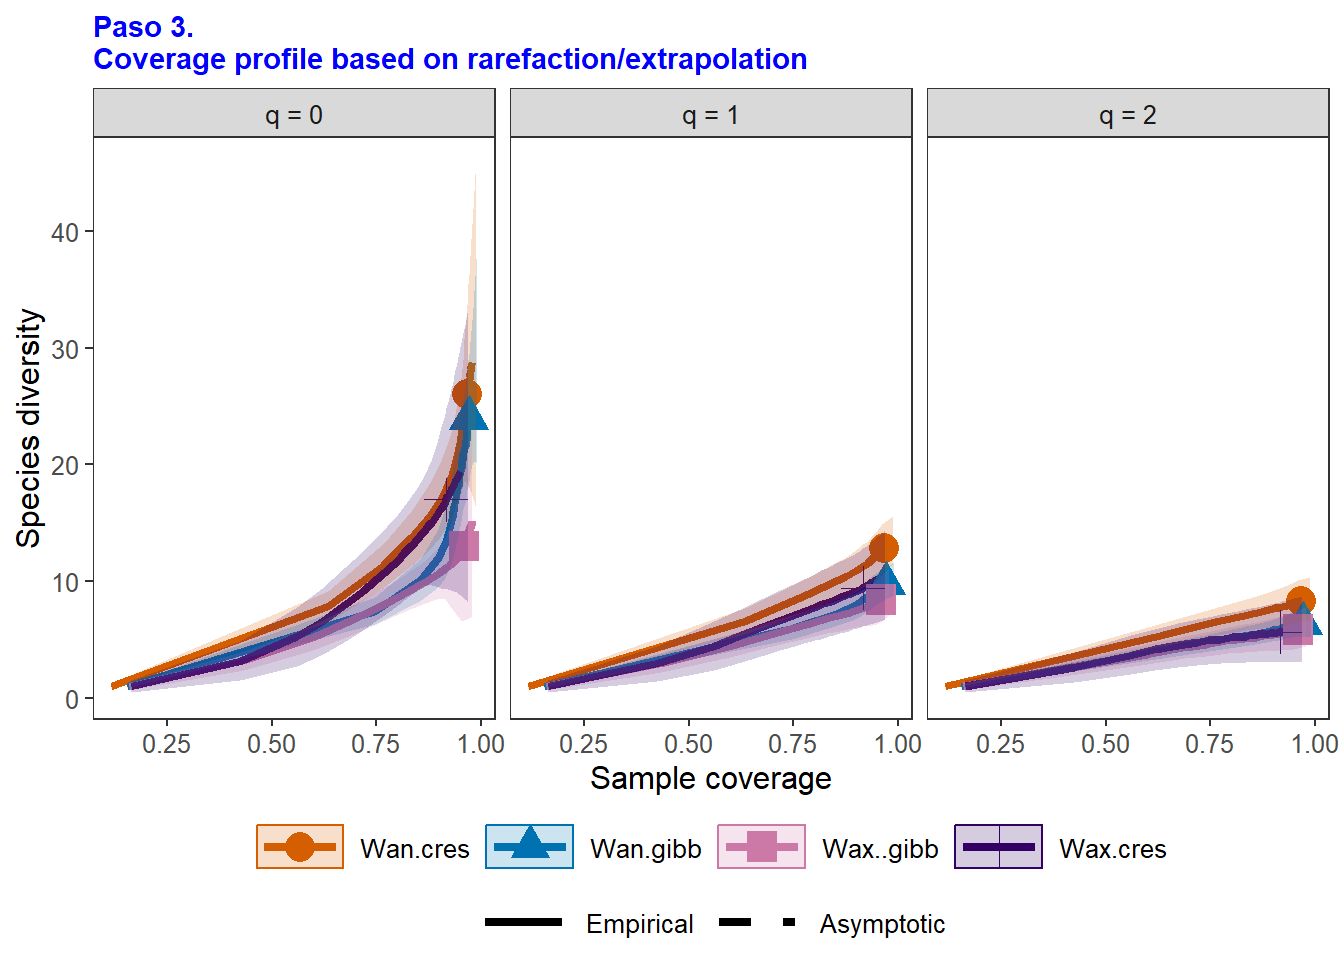 Paso 3.
Coverage profile based on rarefaction/extrapolation
q = 0
q = 1
q = 2
Species diversity
40
30
20
10
0
0.25 0.50 0.75 1.00
0.25 0.50 0.75 1.00
0.25 0.50 0.75 1.00
Sample coverage
Wan.cres Wan.gibb Wax..gibb Wax.cres
Empirical Asymptotic